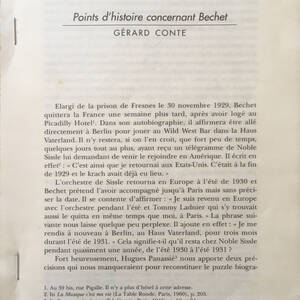 Points d'histoire concernant Bechet
GÉRARD CONTE
Elargi de la prison de Fresnes le 30 novembre 1929, Bechet
quittera la France une semaine plus tard, après avoir logé au
Picadilly Hotel¹. Dans son autobiographie, il affirmera être allé
directement à Berlin pour jouer au Wild West Bar dans la Haus
Vaterland. Il n'y restera, si on l'en croit, que fort peu de temps,
quelques jours tout au plus, ayant reçu un télégramme de Noble
Sissle lui demandant de venir le rejoindre en Amérique. Il écrit en
effet² : « C'est ainsi que je retournai aux Etats-Unis. C'était à la fin
de 1929 et le krach avait déjà eu lieu. »
L'orchestre de Sissle retourna en Europe à l'été de 1930 et
Bechet prétend l'avoir accompagné jusqu'à Paris mais sans préci-
ser la date. Il se contente d'affirmer : « Je suis revenu en Europe
avec l'orchestre pendant l'été et Tommy Ladnier qui s'y trouvait
aussi le quitta en même temps que moi, à Paris. » La phrase sui-
vante nous laisse quelque peu perplexe. Il ajoute en effet : « Je me
rendis à nouveau à Berlin, au Haus Vaterland, pour trois mois
durant l'été de 1931. » Cela signifie-t-il qu'il resta chez Noble Sissle
pendant quasiment une année, de l'été 1930 à l'été 1931 ?
Fort heureusement, Hugues Panassié³ nous apporte deux pré-
cisions qui nous manqueraient pour reconstituer le puzzle biogra-
1. Au 59 bis, rue Pigalle. Il n'y a plus d'hôtel à cette adresse.
2. In La Musique c'est ma vie (La Table Ronde, Paris, 1960), p. 203.